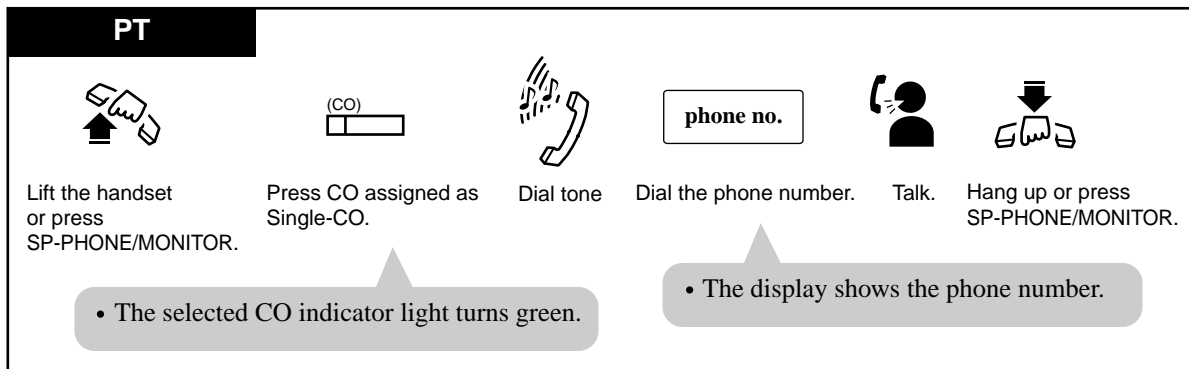 PT
(CO)
phone no.
Lift the handset
or press
SP-PHONE/MONITOR.
Press CO assigned as
Single-CO.
Dial tone
Dial the phone number.
Talk.
Hang up or press
SP-PHONE/MONITOR.
• The selected CO indicator light turns green.
• The display shows the phone number.